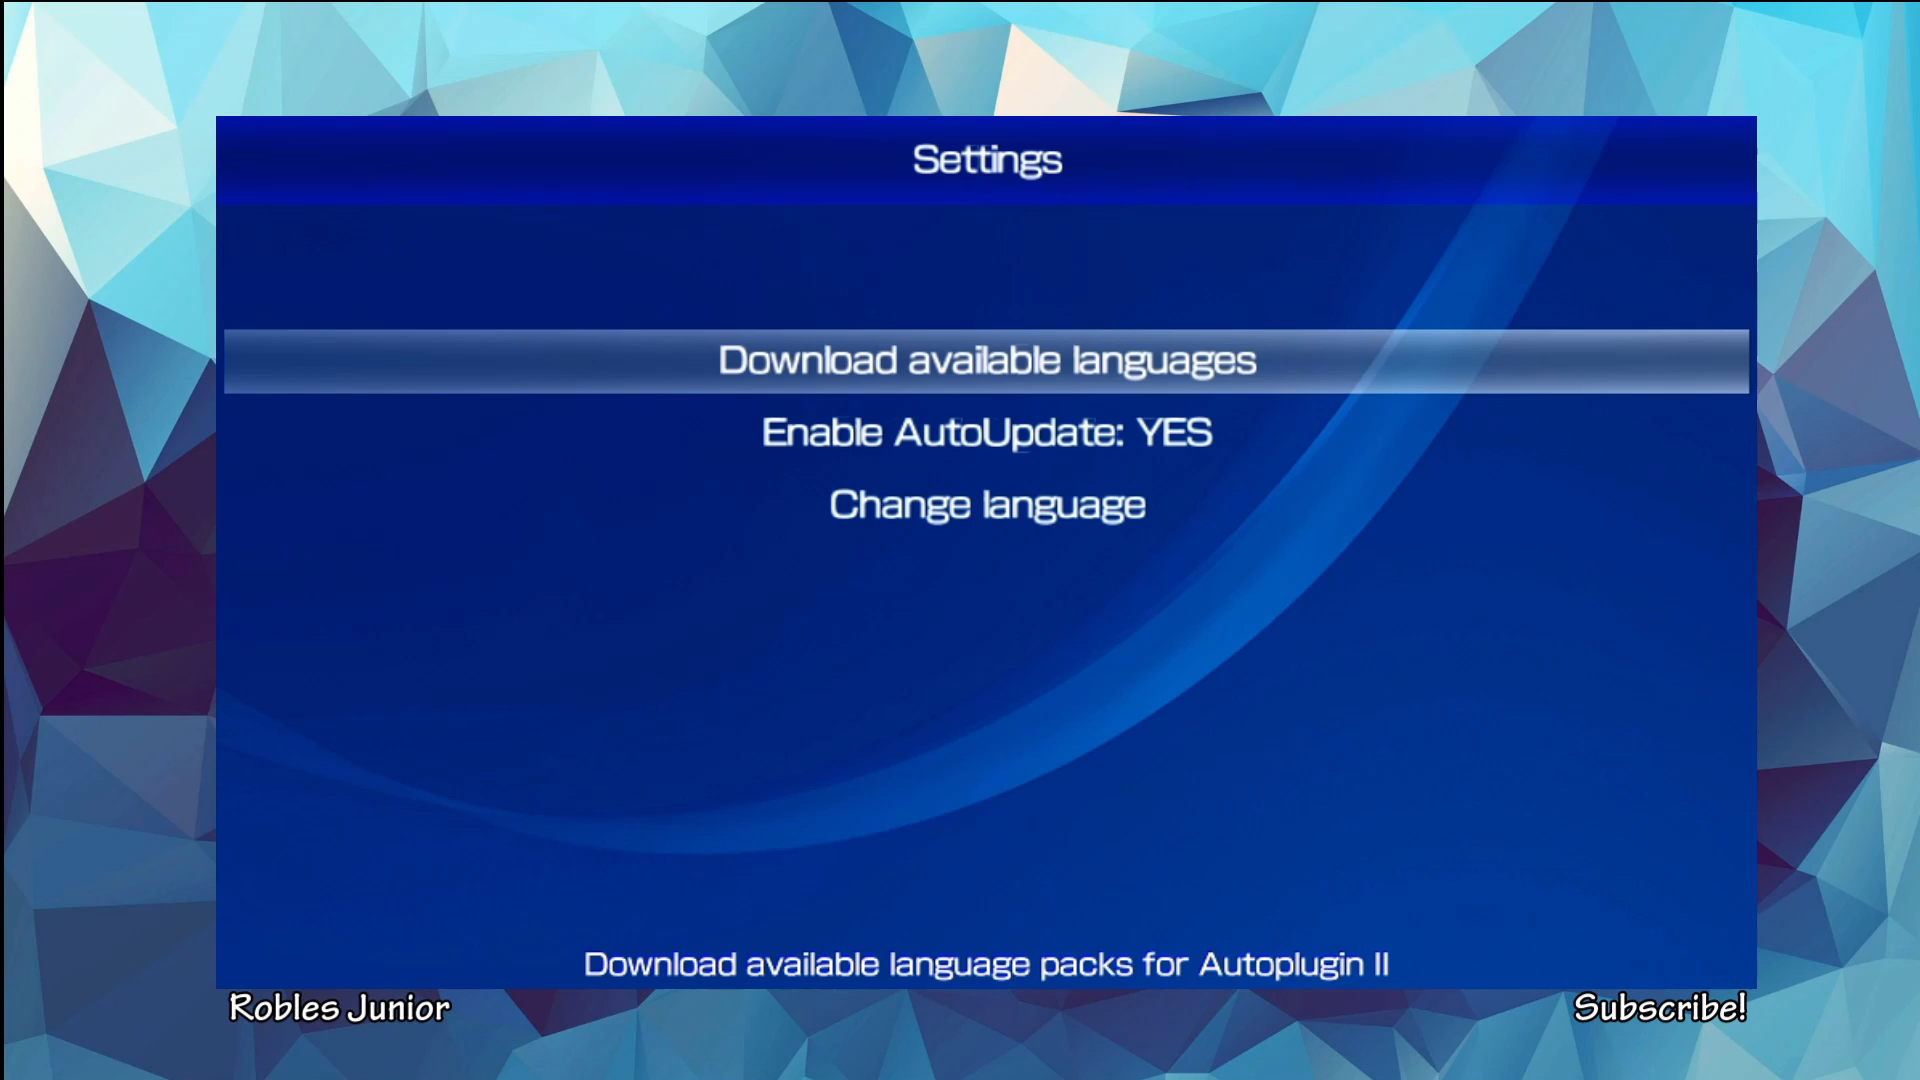 Settings
Download available languages
Enable AutoUpdate: YES
Change language
Download available language packs for Autoplugin II
Robles Junior
Subscribe!